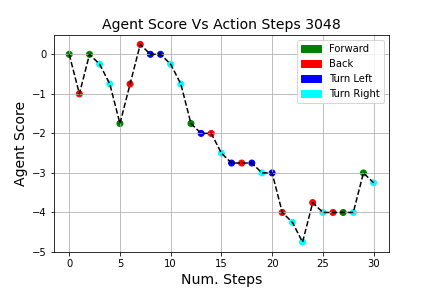 Agent Score Vs Action Steps 3048
Forward
Back
Turn Left
Turn Right
Agent Score
0
−1
−2
−3
−4
−5
0 5 10 15 20 25 30
Num. Steps